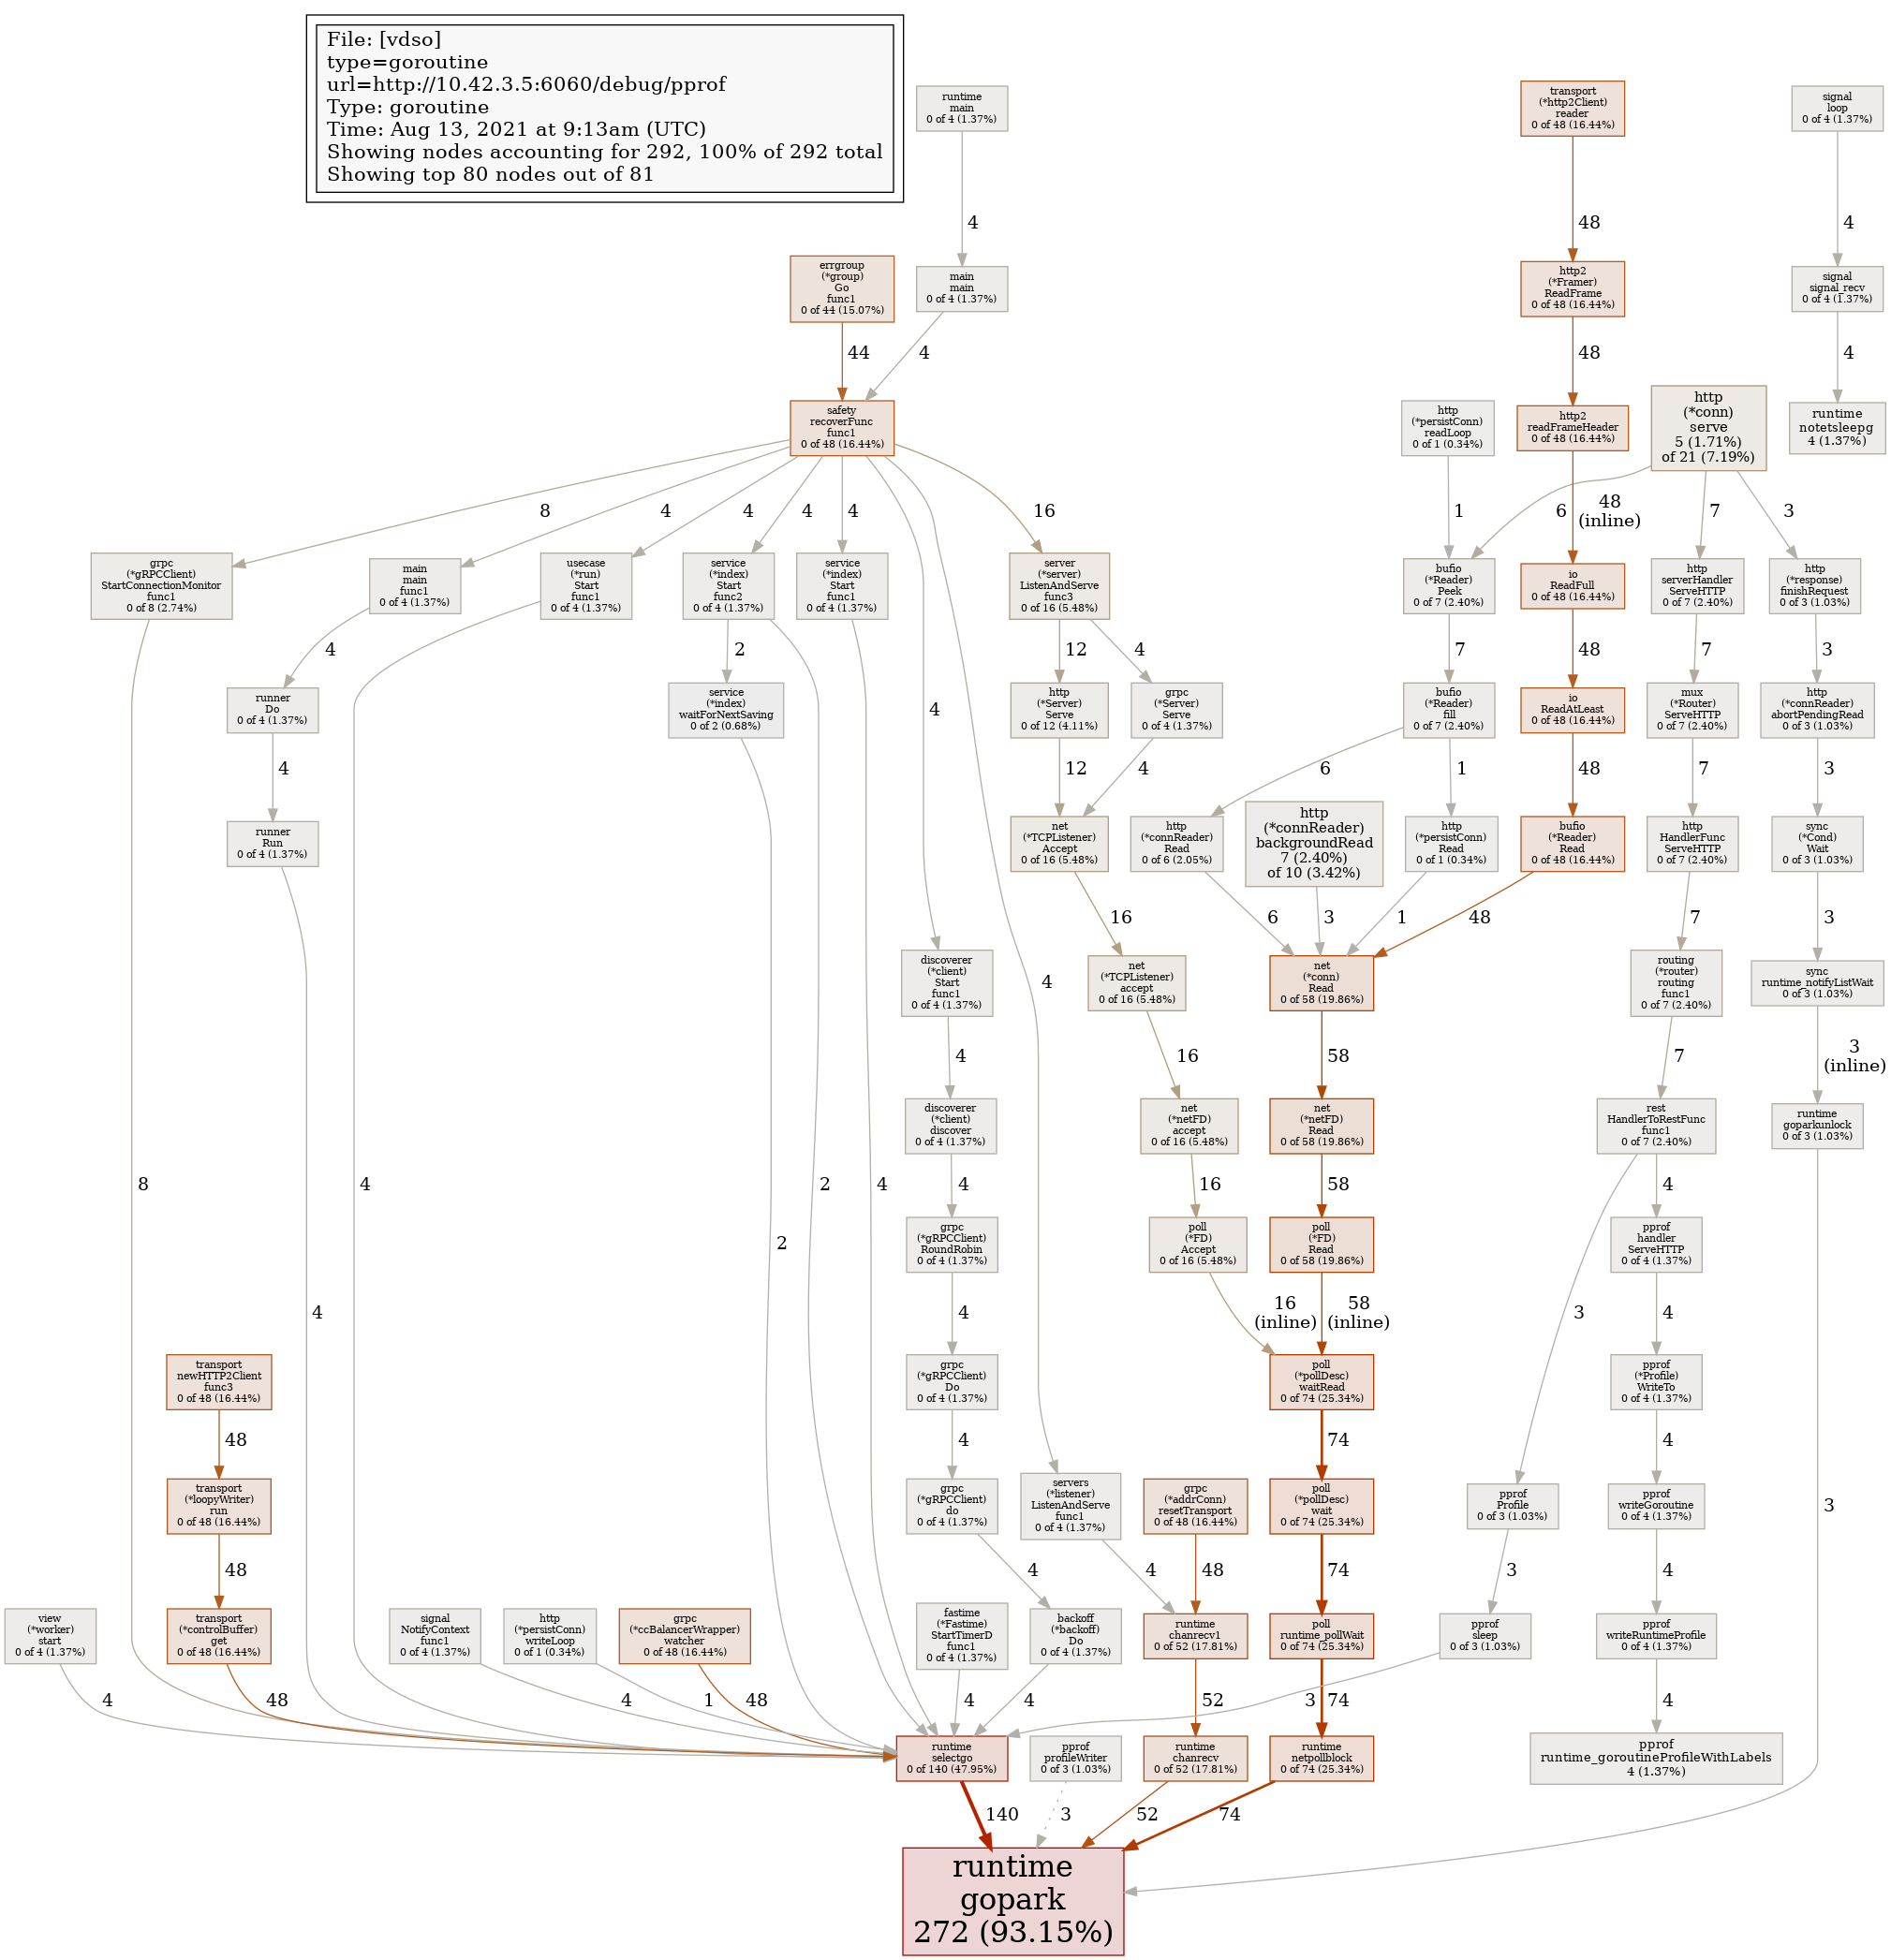 File: [vdso]
type=goroutine
url=http://10.42.3.5:6060/debug/pprof
Type: goroutine
Time: Aug 13, 2021 at 9:13am (UTC)
Showing nodes accounting for 292, 100% of 292 total
Showing top 80 nodes out of 81
runtime
main
0 of 4 (1.37%)
transport
(*http2Client)
reader
0 of 48 (16.44%)
signal
loop
0 of 4 (1.37%)
4
48
4
errgroup
(*group)
Go
func1
0 of 44 (15.07%)
main
main
0 of 4 (1.37%)
http2
(*Framer)
ReadFrame
0 of 48 (16.44%)
signal
signal_recv
0 of 4 (1.37%)
44
4
48
4
safety
recoverFunc
func1
0 of 48 (16.44%)
http
(*persistConn)
readLoop
0 of 1 (0.34%)
http2
readFrameHeader
0 of 48 (16.44%)
http
(*conn)
serve
5 (1.71%)
of 21 (7.19%)
runtime
notetsleepg
4 (1.37%)
8
4
4
4
4
16
1
6
48
(inline)
7
3
grpc
(*gRPCClient)
StartConnectionMonitor
func1
0 of 8 (2.74%)
main
main
func1
0 of 4 (1.37%)
usecase
(*run)
Start
func1
0 of 4 (1.37%)
service
(*index)
Start
func2
0 of 4 (1.37%)
service
(*index)
Start
func1
0 of 4 (1.37%)
server
(*server)
ListenAndServe
func3
0 of 16 (5.48%)
bufio
(*Reader)
Peek
0 of 7 (2.40%)
io
ReadFull
0 of 48 (16.44%)
http
serverHandler
ServeHTTP
0 of 7 (2.40%)
http
(*response)
finishRequest
0 of 3 (1.03%)
4
2
12
4
7
48
7
3
runner
Do
0 of 4 (1.37%)
service
(*index)
waitForNextSaving
0 of 2 (0.68%)
4
http
(*Server)
Serve
0 of 12 (4.11%)
grpc
(*Server)
Serve
0 of 4 (1.37%)
bufio
(*Reader)
fill
0 of 7 (2.40%)
io
ReadAtLeast
0 of 48 (16.44%)
mux
(*Router)
ServeHTTP
0 of 7 (2.40%)
http
(*connReader)
abortPendingRead
0 of 3 (1.03%)
4
12
4
6
1
48
7
3
runner
Run
0 of 4 (1.37%)
net
(*TCPListener)
Accept
0 of 16 (5.48%)
http
(*connReader)
Read
0 of 6 (2.05%)
http
(*connReader)
backgroundRead
7 (2.40%)
of 10 (3.42%)
http
(*persistConn)
Read
0 of 1 (0.34%)
bufio
(*Reader)
Read
0 of 48 (16.44%)
http
HandlerFunc
ServeHTTP
0 of 7 (2.40%)
sync
(*Cond)
Wait
0 of 3 (1.03%)
16
6
3
1
48
7
3
discoverer
(*client)
Start
func1
0 of 4 (1.37%)
4
net
(*TCPListener)
accept
0 of 16 (5.48%)
net
(*conn)
Read
0 of 58 (19.86%)
routing
(*router)
routing
func1
0 of 7 (2.40%)
sync
runtime_notifyListWait
0 of 3 (1.03%)
4
16
58
7
3
(inline)
discoverer
(*client)
discover
0 of 4 (1.37%)
net
(*netFD)
accept
0 of 16 (5.48%)
net
(*netFD)
Read
0 of 58 (19.86%)
rest
HandlerToRestFunc
func1
0 of 7 (2.40%)
runtime
goparkunlock
0 of 3 (1.03%)
8
4
2
4
4
16
58
4
grpc
(*gRPCClient)
RoundRobin
0 of 4 (1.37%)
2
poll
(*FD)
Accept
0 of 16 (5.48%)
poll
(*FD)
Read
0 of 58 (19.86%)
pprof
handler
ServeHTTP
0 of 4 (1.37%)
4
4
16
(inline)
58
(inline)
3
4
transport
newHTTP2Client
func3
0 of 48 (16.44%)
grpc
(*gRPCClient)
Do
0 of 4 (1.37%)
poll
(*pollDesc)
waitRead
0 of 74 (25.34%)
pprof
(*Profile)
WriteTo
0 of 4 (1.37%)
48
4
74
4
transport
(*loopyWriter)
run
0 of 48 (16.44%)
grpc
(*gRPCClient)
do
0 of 4 (1.37%)
servers
(*listener)
ListenAndServe
func1
0 of 4 (1.37%)
grpc
(*addrConn)
resetTransport
0 of 48 (16.44%)
poll
(*pollDesc)
wait
0 of 74 (25.34%)
pprof
Profile
0 of 3 (1.03%)
pprof
writeGoroutine
0 of 4 (1.37%)
3
48
4
4
48
74
3
4
view
(*worker)
start
0 of 4 (1.37%)
transport
(*controlBuffer)
get
0 of 48 (16.44%)
signal
NotifyContext
func1
0 of 4 (1.37%)
http
(*persistConn)
writeLoop
0 of 1 (0.34%)
grpc
(*ccBalancerWrapper)
watcher
0 of 48 (16.44%)
fastime
(*Fastime)
StartTimerD
func1
0 of 4 (1.37%)
backoff
(*backoff)
Do
0 of 4 (1.37%)
runtime
chanrecv1
0 of 52 (17.81%)
poll
runtime_pollWait
0 of 74 (25.34%)
pprof
sleep
0 of 3 (1.03%)
pprof
writeRuntimeProfile
0 of 4 (1.37%)
4
48
4
1
48
4
4
52
3
74
4
runtime
selectgo
0 of 140 (47.95%)
pprof
profileWriter
0 of 3 (1.03%)
runtime
chanrecv
0 of 52 (17.81%)
runtime
netpollblock
0 of 74 (25.34%)
pprof
runtime_goroutineProfileWithLabels
4 (1.37%)
140
3
52
74
runtime
gopark
272 (93.15%)